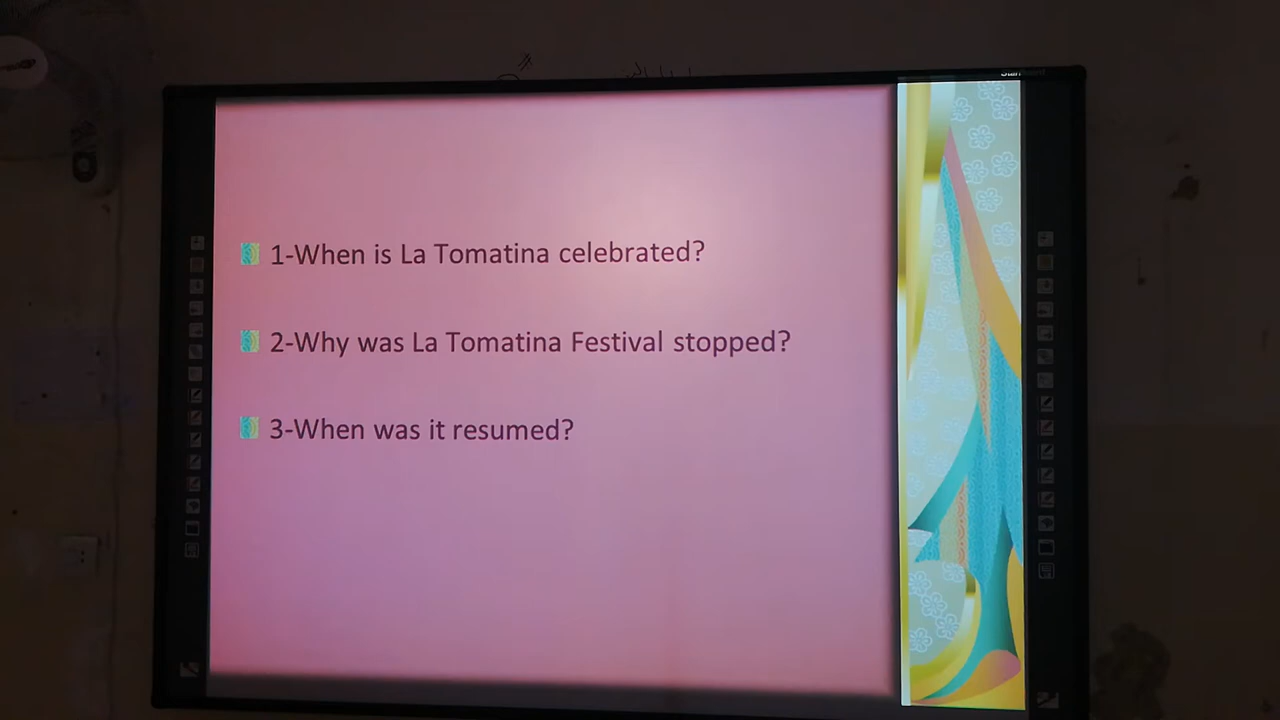 1-When is La Tomatina celebrated?
2-Why was La Tomatina Festival stopped?
3-When was it resumed?